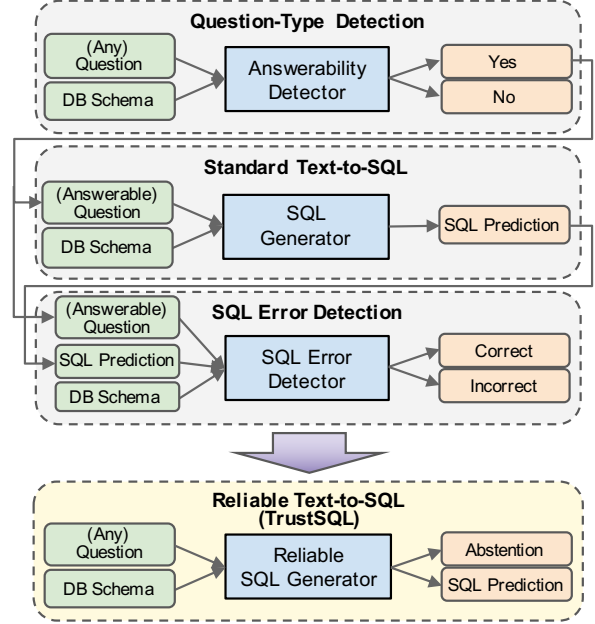 Question-Type Detection
(Any)
Question
DB Schema
Answerability
Detector
Yes
No
Standard Text-to-SQL
(Answerable)
Question
DB Schema
SQL
Generator
SQL Prediction
SQL Error Detection
(Answerable)
Question
SQL Prediction
DB Schema
SQL Error
Detector
Correct
Incorrect
Reliable Text-to-SQL
(TrustSQL)
(Any)
Question
DB Schema
Reliable
SQL Generator
Abstention
SQL Prediction